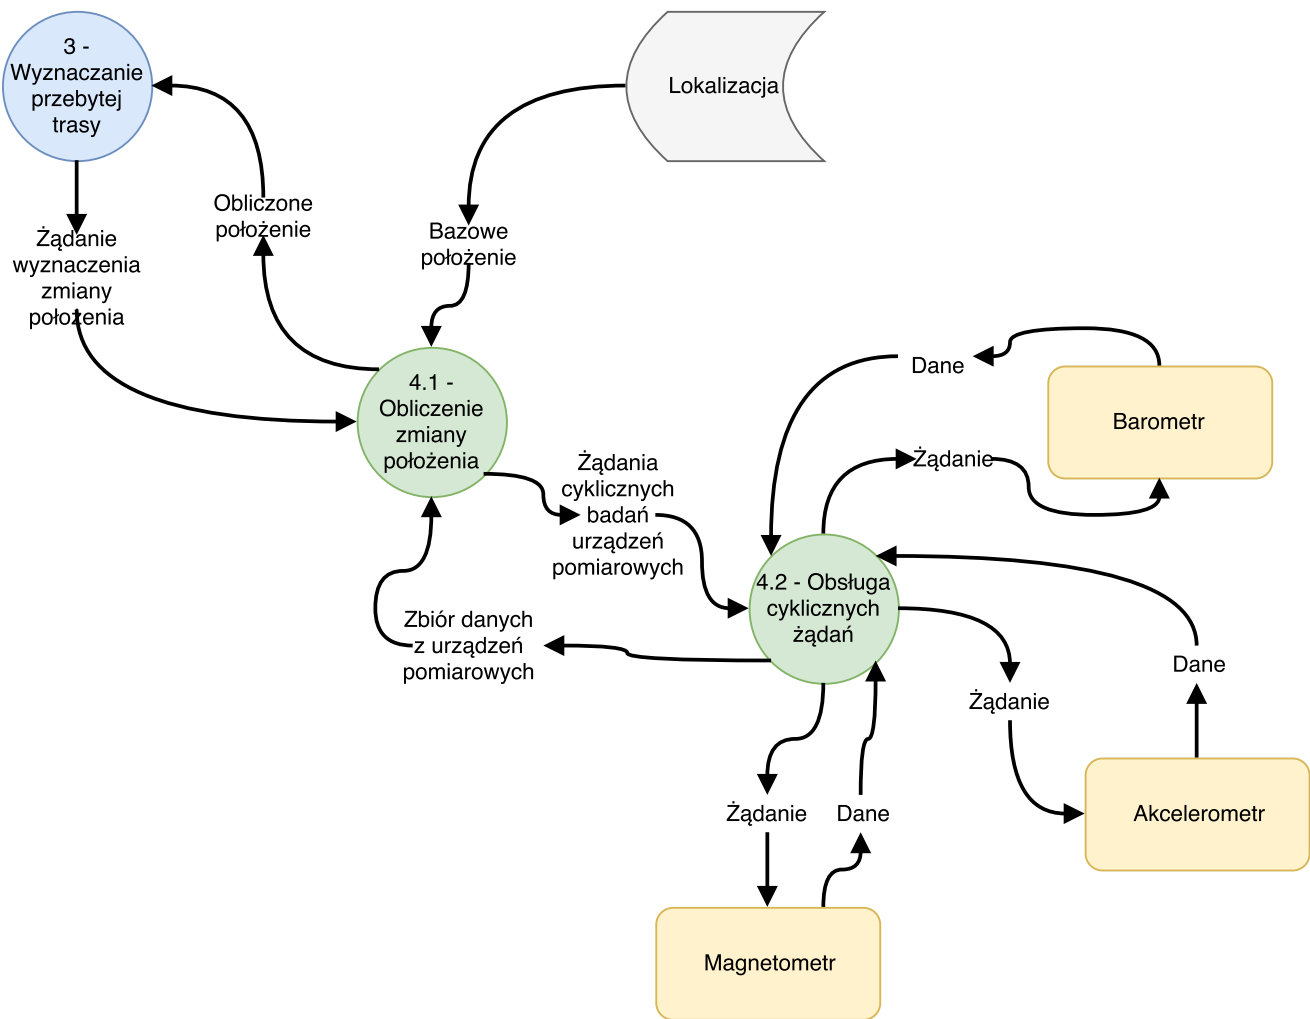 3 -
Wyznaczanie
przebytej
trasy
Lokalizacja
Obliczone
położenie
Bazowe
położenie
Żądanie
wyznaczenia
zmiany
położenia
4.1 -
Obliczenie
zmiany
położenia
Dane
Barometr
Żądanie
Żądania
cyklicznych
badań
urządzeń
pomiarowych
4.2 - Obsługa
cyklicznych
żądań
Zbiór danych
z urządzeń
pomiarowych
Dane
Żądanie
Akcelerometr
Żądanie
Dane
Magnetometr